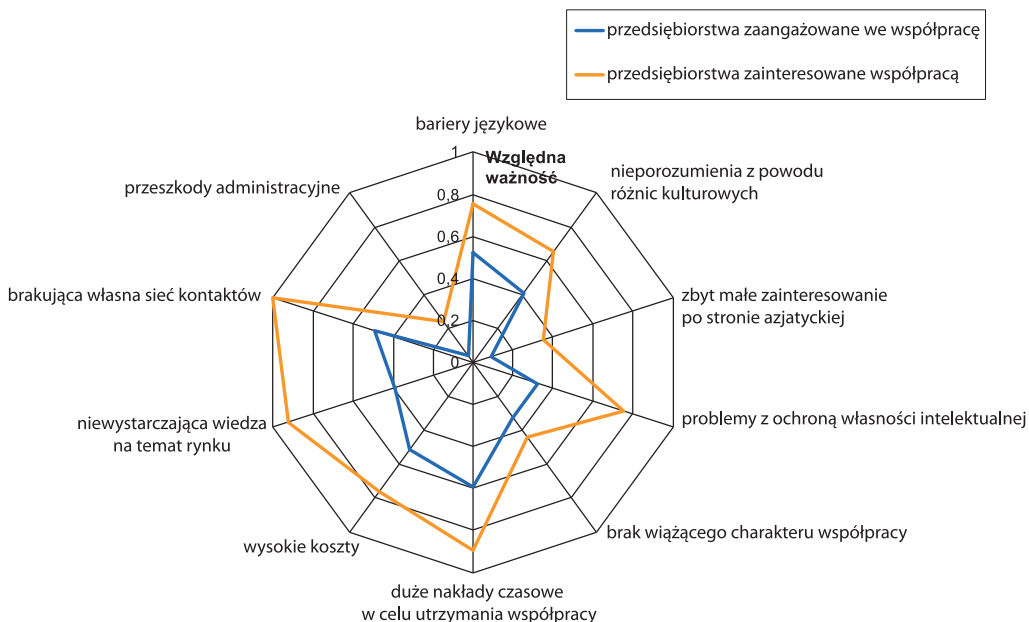 przedsiębiorstwa zaangażowane we współpracę
przedsiębiorstwa zainteresowane współpracą
bariery językowe
Względna
ważność
1
0,8
0,6
0,4
0,2
0
nieporozumienia z powodu
różnic kulturowych
zbyt małe zainteresowanie
po stronie azjatyckiej
problemy z ochroną własności intelektualnej
brak wiążącego charakteru współpracy
duże nakłady czasowe
w celu utrzymania współpracy
wysokie koszty
niewystarczająca wiedza
na temat rynku
brakująca własna sieć kontaktów
przeszkody administracyjne